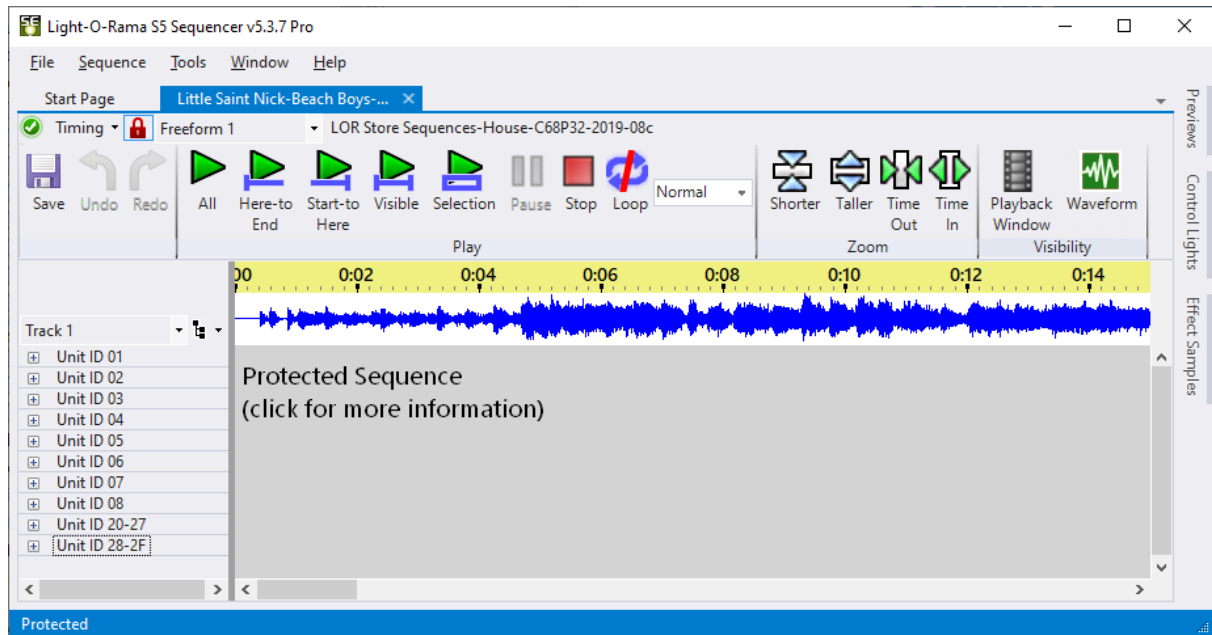 Light-O-Rama S5 Sequencer v5.3.7 Pro
File Sequence Tools Window Help
Start Page Little Saint Nick-Beach Boys-...
Timing Freeform 1 LOR Store Sequences-House-C68P32-2019-08c
Save Undo Redo All Here-to End Start-to Here Visible Selection Pause Stop Loop Normal Shorter Taller Time Out Time In Playback Window Waveform
Play Zoom Visibility
00 0:02 0:04 0:06 0:08 0:10 0:12 0:14
Track 1
Unit ID 01
Unit ID 02
Unit ID 03
Unit ID 04
Unit ID 05
Unit ID 06
Unit ID 07
Unit ID 08
Unit ID 20-27
Unit ID 28-2F
Protected Sequence
(click for more information)
Previews
Control Lights
Effect Samples
Protected